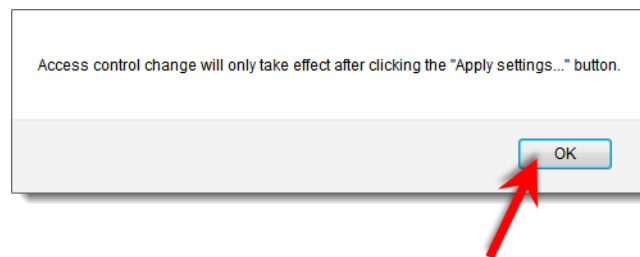 Access control change will only take effect after clicking the "Apply settings..." button.
OK